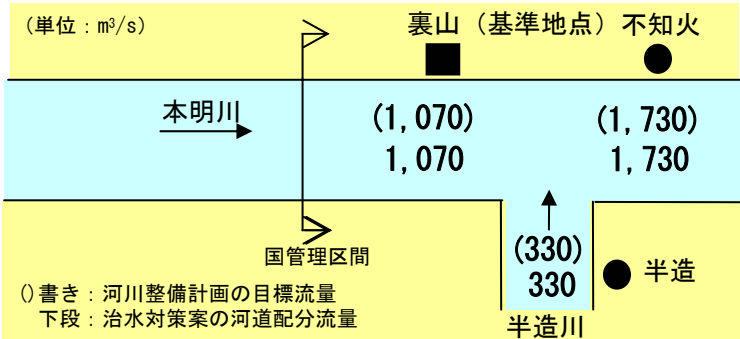 (単位:m³/s)
裏山(基準地点)不知火
本明川
(1,070)
1,070
(1,730)
1,730
国管理区間
(330)
330
半造
半造川
()書き:河川整備計画の目標流量
下段:治水対策案の河道配分流量